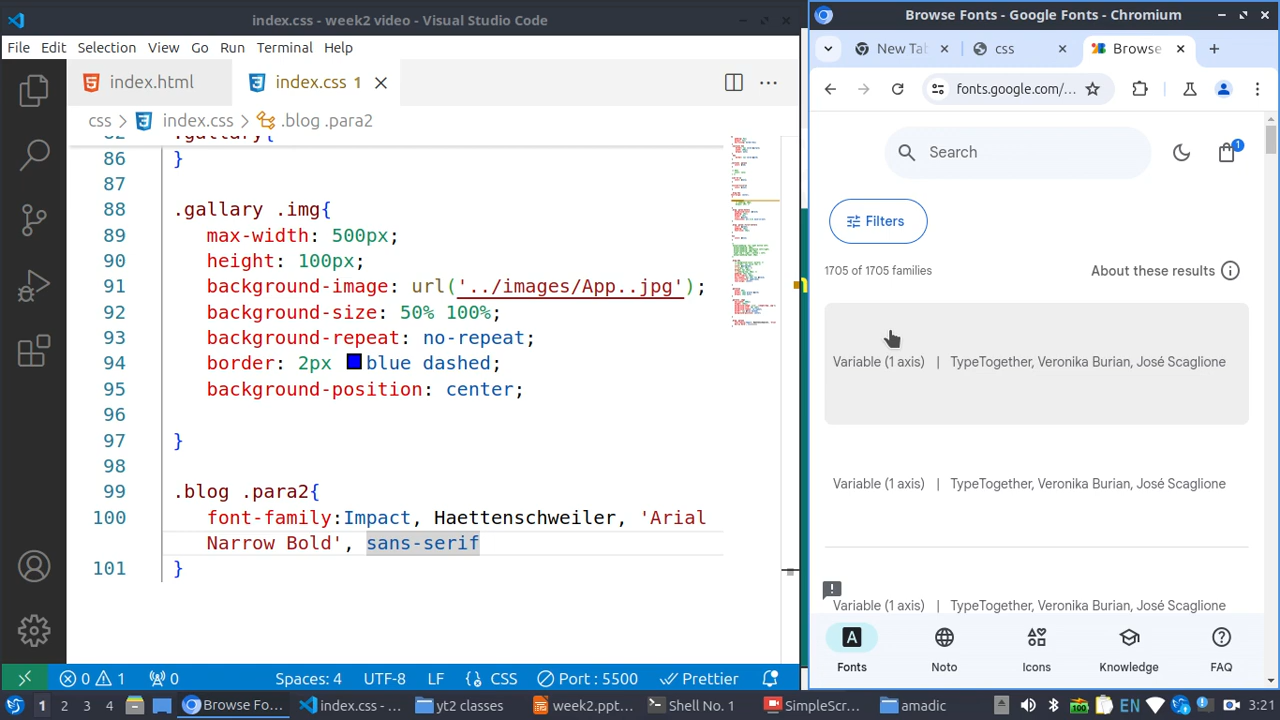 index.css - week2 video - Visual Studio Code
File Edit Selection View Go Run Terminal Help
index.html index.css 1
css > index.css > .blog .para2
86 }
87
88 .gallary .img{
89 max-width: 500px;
90 height: 100px;
91 background-image: url('../images/App..jpg');
92 background-size: 50% 100%;
93 background-repeat: no-repeat;
94 border: 2px blue dashed;
95 background-position: center;
96
97 }
98
99 .blog .para2{
100 font-family:Impact, Haettenschweiler, 'Arial
Narrow Bold', sans-serif
101 }
0 1 0 Spaces: 4 UTF-8 LF {} CSS Port : 5500 Prettier
Browse Fonts - Google Fonts - Chromium
New Tab css Browse
fonts.google.com/...
Search
1
Filters
1705 of 1705 families About these results
Variable (1 axis) | TypeTogether, Veronika Burian, José Scaglione
Variable (1 axis) | TypeTogether, Veronika Burian, José Scaglione
Variable (1 axis) | TypeTogether, Veronika Burian, José Scaglione
Fonts Noto Icons Knowledge FAQ
1 2 3 4 Browse Fo... index.css - ... yt2 classes week2.ppt... Shell No. 1 SimpleScr... amadic EN 3:21